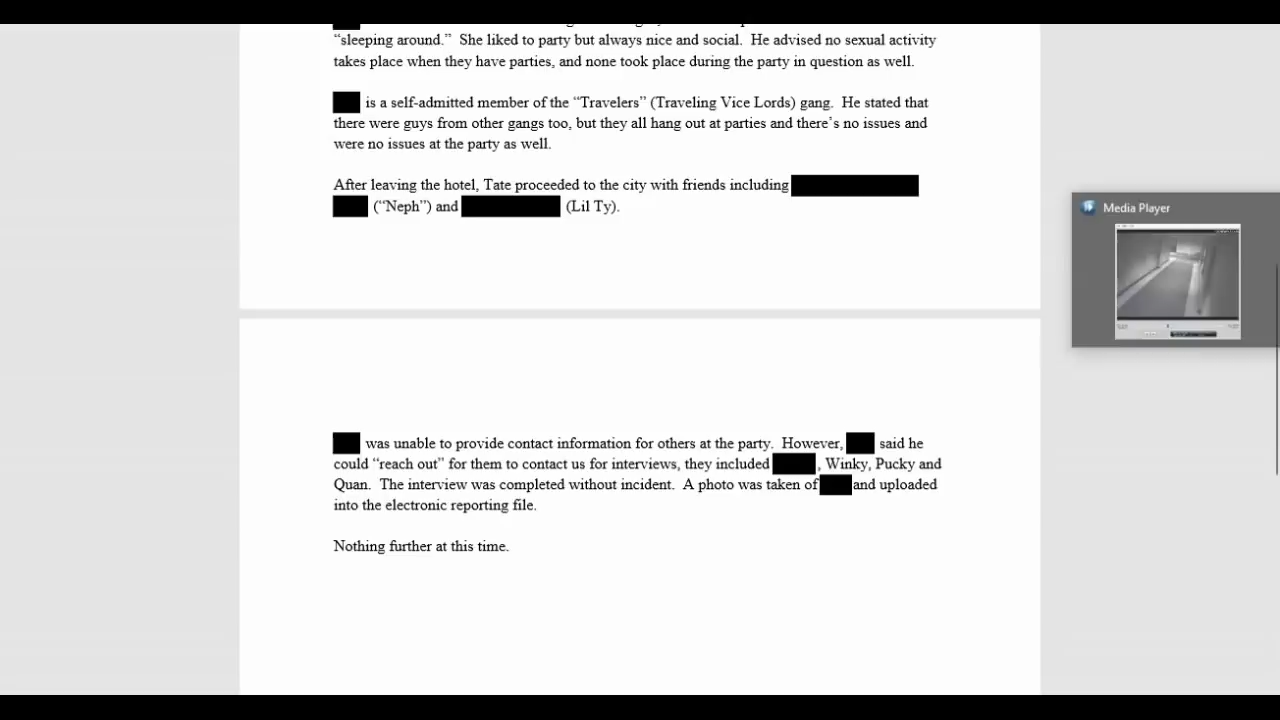 “sleeping around.” She liked to party but always nice and social. He advised no sexual activity
takes place when they have parties, and none took place during the party in question as well.
is a self-admitted member of the “Travelers” (Traveling Vice Lords) gang. He stated that
there were guys from other gangs too, but they all hang out at parties and there’s no issues and
were no issues at the party as well.
After leaving the hotel, Tate proceeded to the city with friends including
(“Neph”) and (Lil Ty).
Media Player
was unable to provide contact information for others at the party. However, said he
could “reach out” for them to contact us for interviews, they included , Winky, Pucky and
Quan. The interview was completed without incident. A photo was taken of and uploaded
into the electronic reporting file.
Nothing further at this time.